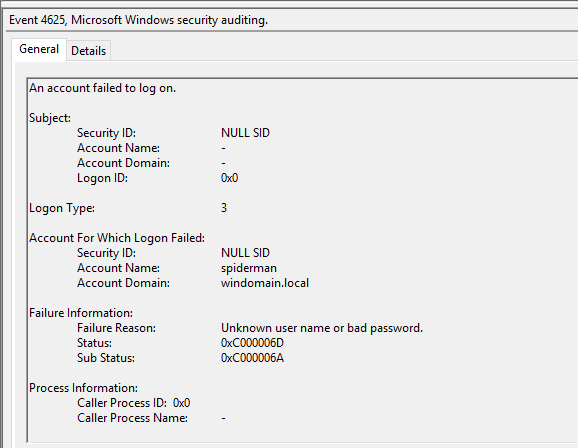 Event 4625, Microsoft Windows security auditing.
General Details
An account failed to log on.
Subject:
Security ID: NULL SID
Account Name: -
Account Domain: -
Logon ID: 0x0
Logon Type: 3
Account For Which Logon Failed:
Security ID: NULL SID
Account Name: spiderman
Account Domain: windomain.local
Failure Information:
Failure Reason: Unknown user name or bad password.
Status: 0xC000006D
Sub Status: 0xC000006A
Process Information:
Caller Process ID: 0x0
Caller Process Name: -